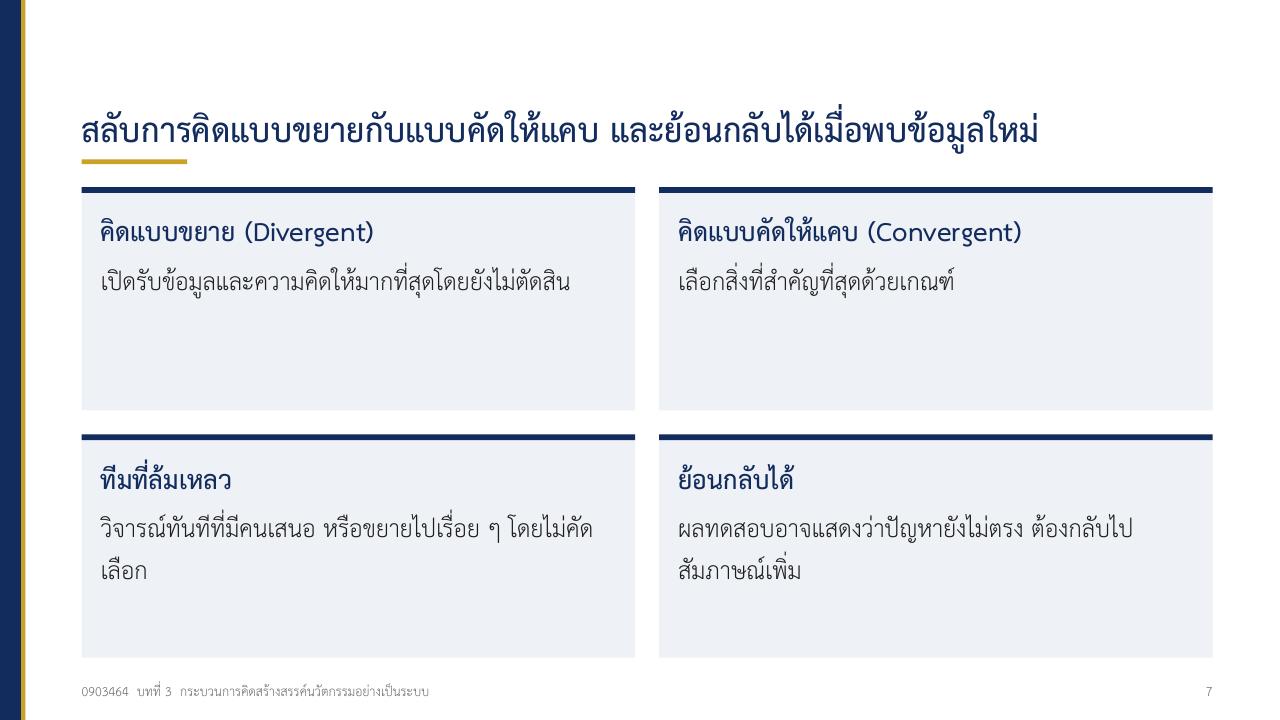 สลับการคิดแบบขยายกับแบบคัดให้แคบ และย้อนกลับได้เมื่อพบข้อมูลใหม่
คิดแบบขยาย (Divergent)
เปิดรับข้อมูลและความคิดให้มากที่สุดโดยยังไม่ตัดสิน
คิดแบบคัดให้แคบ (Convergent)
เลือกสิ่งที่สำคัญที่สุดด้วยเกณฑ์
ทีมที่ล้มเหลว
วิจารณ์ทันทีที่มีคนเสนอ หรือขยายไปเรื่อย ๆ โดยไม่คัด
เลือก
ย้อนกลับได้
ผลทดสอบอาจแสดงว่าปัญหายังไม่ตรง ต้องกลับไป
สัมภาษณ์เพิ่ม
0903464 บทที่ 3 กระบวนการคิดสร้างสรรค์นวัตกรรมอย่างเป็นระบบ
7